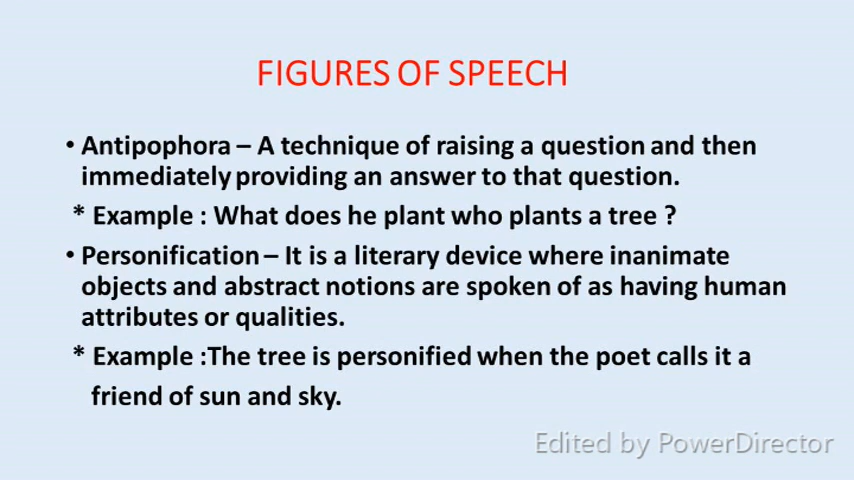 FIGURES OF SPEECH
• Antipophora – A technique of raising a question and then
immediately providing an answer to that question.
* Example : What does he plant who plants a tree ?
• Personification – It is a literary device where inanimate
objects and abstract notions are spoken of as having human
attributes or qualities.
* Example :The tree is personified when the poet calls it a
friend of sun and sky.
Edited by PowerDirector